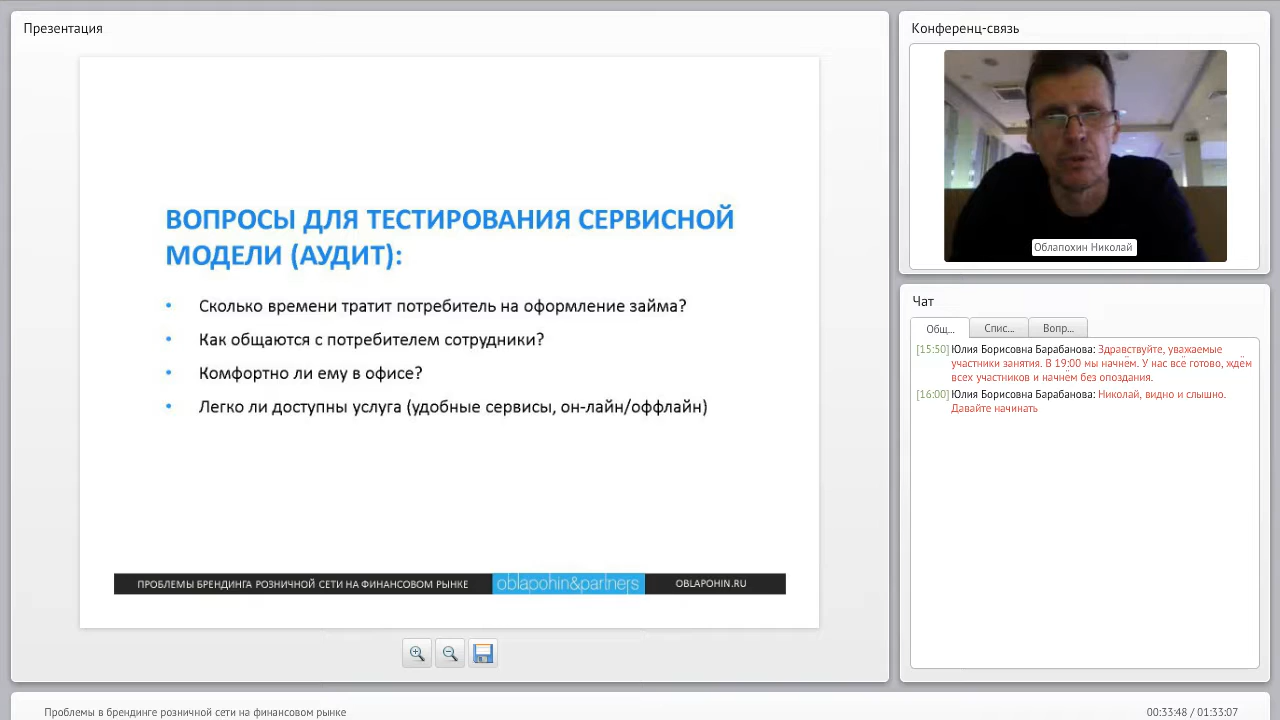 Презентация
ВОПРОСЫ ДЛЯ ТЕСТИРОВАНИЯ СЕРВИСНОЙ
МОДЕЛИ (АУДИТ):
• Сколько времени тратит потребитель на оформление займа?
• Как общаются с потребителем сотрудники?
• Комфортно ли ему в офисе?
• Легко ли доступны услуга (удобные сервисы, он-лайн/оффлайн)
ПРОБЛЕМЫ БРЕНДИНГА РОЗНИЧНОЙ СЕТИ НА ФИНАНСОВОМ РЫНКЕ oblapohin&partners OBLAPOHIN.RU
Конференц-связь
Облапохин Николай
Чат
Общ... Спис... Вопр...
[15:50] Юлия Борисовна Барабанова: Здравствуйте, уважаемые
участники занятия. В 19:00 мы начнём. У нас всё готово, ждём
всех участников и начнём без опоздания.
[16:00] Юлия Борисовна Барабанова: Николай, видно и слышно.
Давайте начинать
Проблемы в брендинге розничной сети на финансовом рынке 00:33:48 / 01:33:07